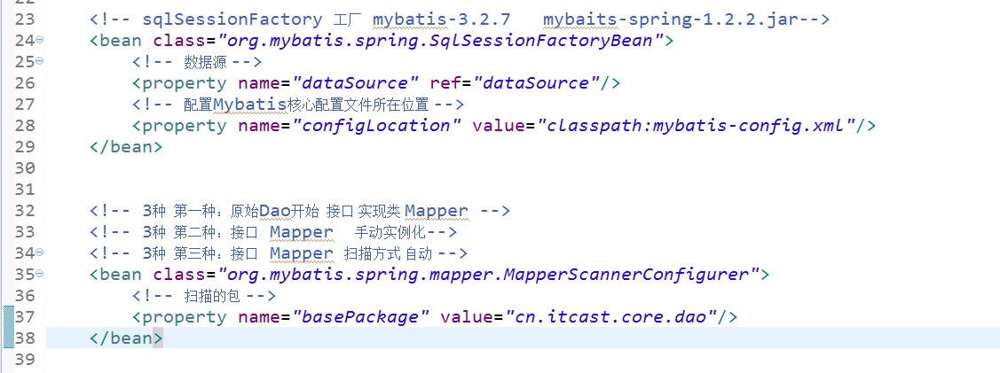 22
23 <!-- sqlSessionFactory 工厂 mybatis-3.2.7 mybaits-spring-1.2.2.jar-->
24 <bean class="org.mybatis.spring.SqlSessionFactoryBean">
25 <!-- 数据源 -->
26 <property name="dataSource" ref="dataSource"/>
27 <!-- 配置Mybatis核心配置文件所在位置 -->
28 <property name="configLocation" value="classpath:mybatis-config.xml"/>
29 </bean>
30
31
32 <!-- 3种 第一种：原始Dao开始 接口 实现类 Mapper -->
33 <!-- 3种 第二种：接口 Mapper 手动实例化-->
34 <!-- 3种 第三种：接口 Mapper 扫描方式 自动 -->
35 <bean class="org.mybatis.spring.mapper.MapperScannerConfigurer">
36 <!-- 扫描的包 -->
37 <property name="basePackage" value="cn.itcast.core.dao"/>
38 </bean>
39